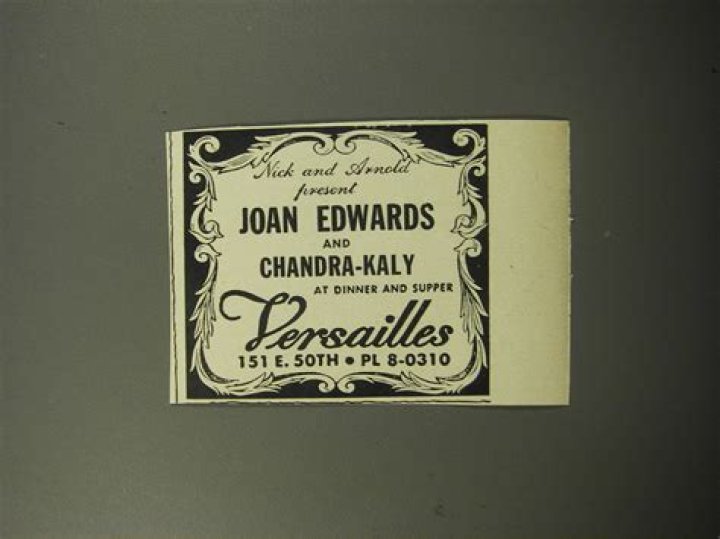 Nick and Arnold
present
JOAN EDWARDS
AND
CHANDRA-KALY
AT DINNER AND SUPPER
Versailles
151 E. 50TH • PL 8-0310